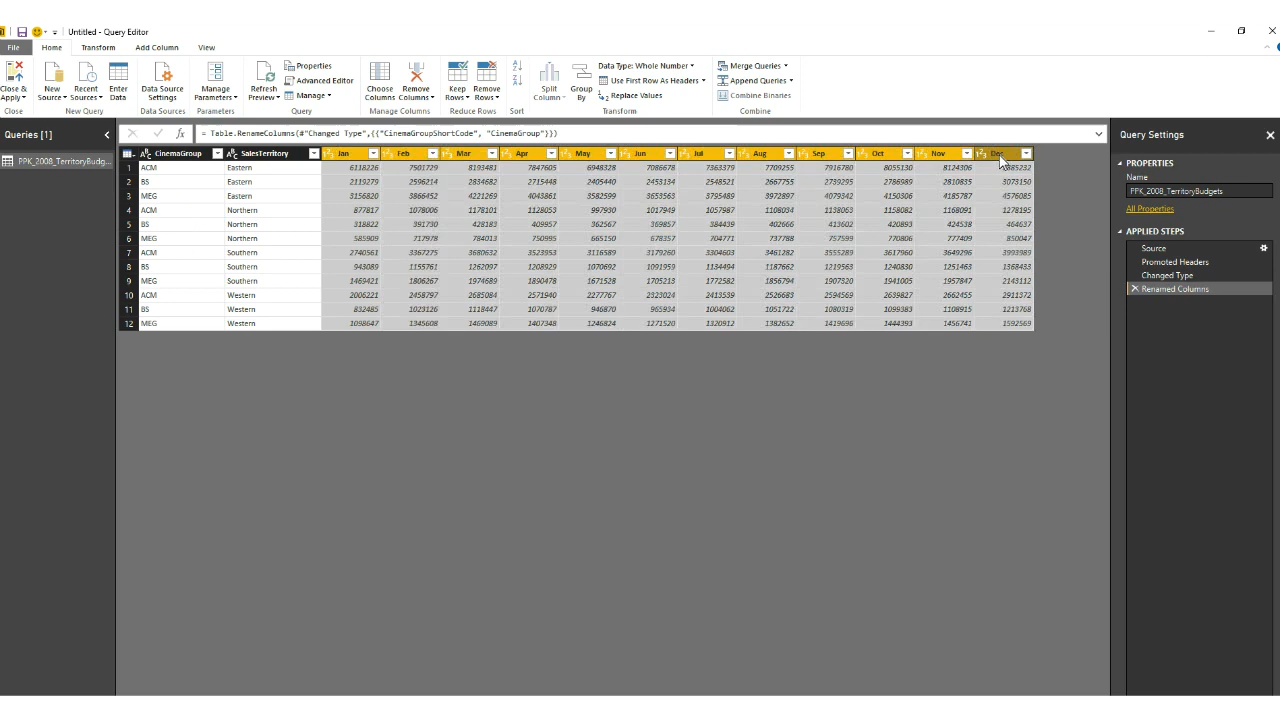 Untitled - Query Editor
File Home Transform Add Column View
Close & Apply New Source Recent Sources Enter Data Data Source Settings Manage Parameters Refresh Preview Properties Advanced Editor Manage Choose Columns Remove Columns Keep Rows Remove Rows Split Column Group By Data Type: Whole Number Use First Row As Headers Replace Values Merge Queries Append Queries Combine Binaries
Close New Query Data Sources Parameters Query Manage Columns Reduce Rows Sort Transform Combine
Queries [1]
PPK_2008_TerritoryBudg...
= Table.RenameColumns(#"Changed Type",{{"CinemaGroupShortCode", "CinemaGroup"}})
CinemaGroup SalesTerritory Jan Feb Mar Apr May Jun Jul Aug Sep Oct Nov Dec
1 ACM Eastern 6118226 7501729 8193481 7847605 6948328 7086678 7363379 7709255 7916780 8055130 8124306
2 BS Eastern 2119279 2596214 2834682 2715448 2405440 2453134 2548521 2667755 2739295 2786989 2810835 3073150
3 MEG Eastern 3156820 3866452 4221269 4043861 3582599 3653563 3795489 3972897 4079342 4150306 4185787 4576085
4 ACM Northern 877817 1078006 1178101 1128053 997930 1017949 1057987 1108034 1138063 1158082 1168091 1278195
5 BS Northern 318822 391730 428183 409957 362567 369857 384439 402666 413602 420893 424538 464637
6 MEG Northern 585909 717978 784013 750995 665150 678357 704771 737788 757599 770806 777409 850047
7 ACM Southern 2740561 3367275 3680632 3523953 3116589 3179260 3304603 3461282 3555289 3617960 3649296 3993989
8 BS Southern 943089 1155761 1262097 1208929 1070692 1091959 1134494 1187662 1219563 1240830 1251463 1368433
9 MEG Southern 1469421 1806267 1974689 1890478 1671528 1705213 1772582 1856794 1907320 1941005 1957847 2143112
10 ACM Western 2006221 2458797 2685084 2571940 2277767 2323024 2413539 2526683 2594569 2639827 2662455 2911372
11 BS Western 832485 1023126 1118447 1070787 946870 965934 1004062 1051722 1080319 1099383 1108915 1213768
12 MEG Western 1098647 1345608 1469089 1407348 1246824 1271520 1320912 1382652 1419696 1444393 1456741 1592569
Query Settings
PROPERTIES
Name
PPK_2008_TerritoryBudgets
All Properties
APPLIED STEPS
Source
Promoted Headers
Changed Type
Renamed Columns